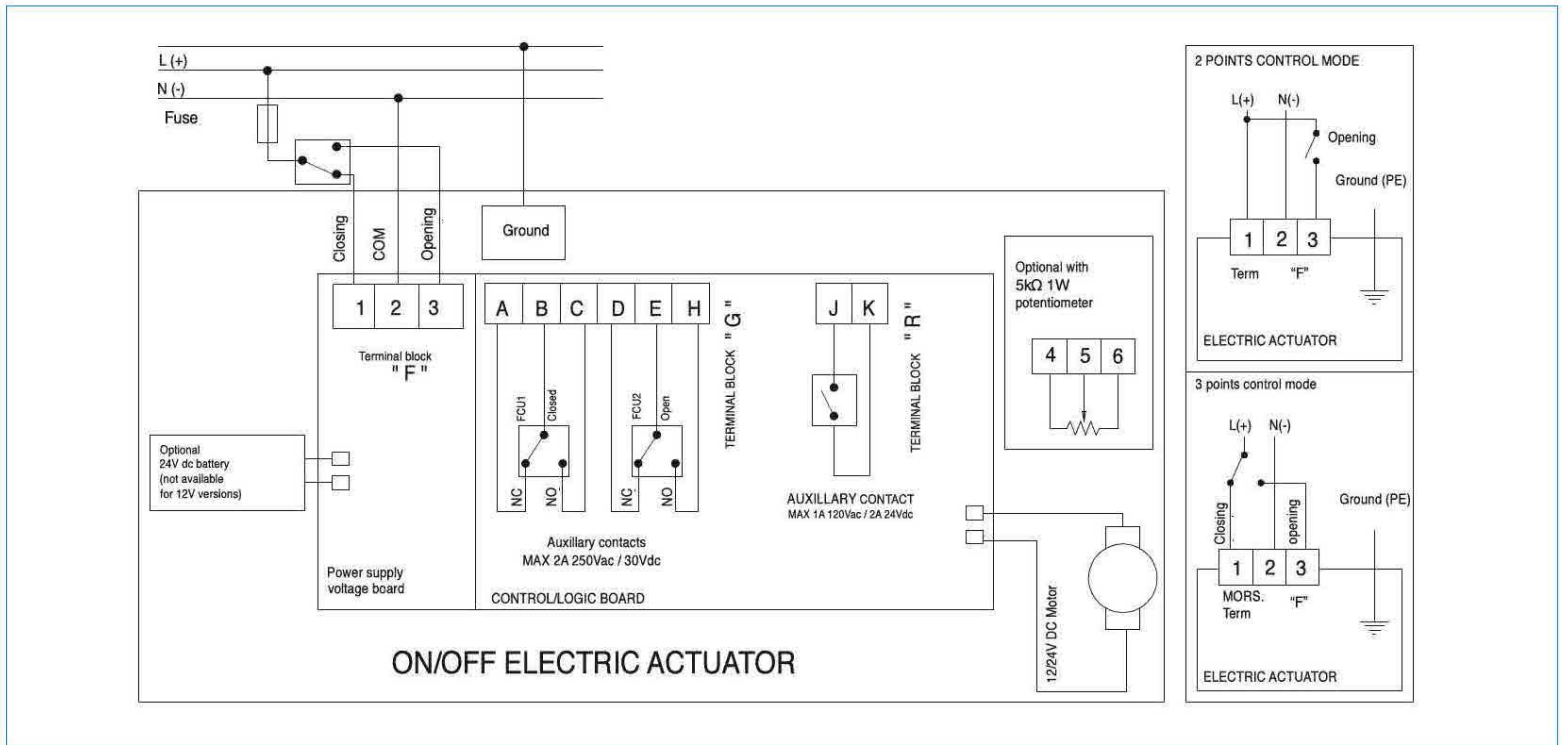 L (+)
N (-)
Fuse
Closing
COM
Opening
Ground
1 2 3
Terminal block
" F "
Optional
24V dc battery
(not available
for 12V versions)
Power supply
voltage board
A B C D E H
TERMINAL BLOCK " G "
FCU1
Closed
FCU2
Open
NC
NO
NC
NO
Auxillary contacts
MAX 2A 250Vac / 30Vdc
CONTROL/LOGIC BOARD
J K
TERMINAL BLOCK " R "
AUXILLARY CONTACT
MAX 1A 120Vac / 2A 24Vdc
Optional with
5kΩ 1W
potentiometer
4 5 6
12/24V DC Motor
ON/OFF ELECTRIC ACTUATOR
2 POINTS CONTROL MODE
L(+) N(-)
Opening
Ground (PE)
1 2 3
Term "F"
ELECTRIC ACTUATOR
3 points control mode
L(+) N(-)
Closing
opening
Ground (PE)
1 2 3
MORS.
Term "F"
ELECTRIC ACTUATOR